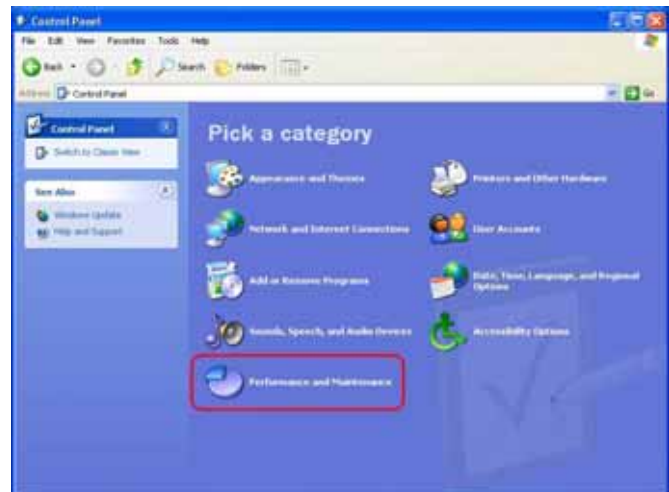 Control Panel
File Edit View Favorites Tools Help
Back Search Folders
Address Control Panel Go
Control Panel
Switch to Classic View
See Also
Windows Update
Help and Support
Pick a category
Appearance and Themes
Printers and Other Hardware
Network and Internet Connections
User Accounts
Add or Remove Programs
Date, Time, Language, and Regional
Options
Sounds, Speech, and Audio Devices
Accessibility Options
Performance and Maintenance